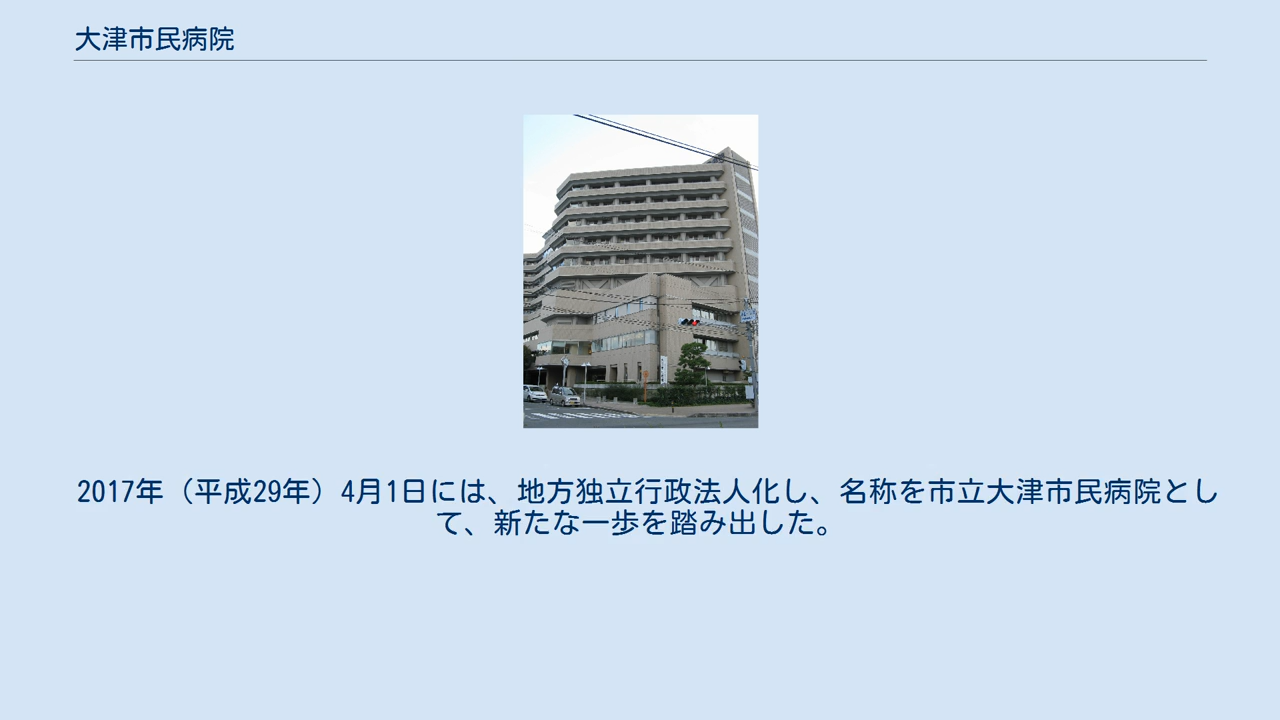 大津市民病院
2017年（平成29年）4月1日には、地方独立行政法人化し、名称を市立大津市民病院とし
て、新たな一歩を踏み出した。